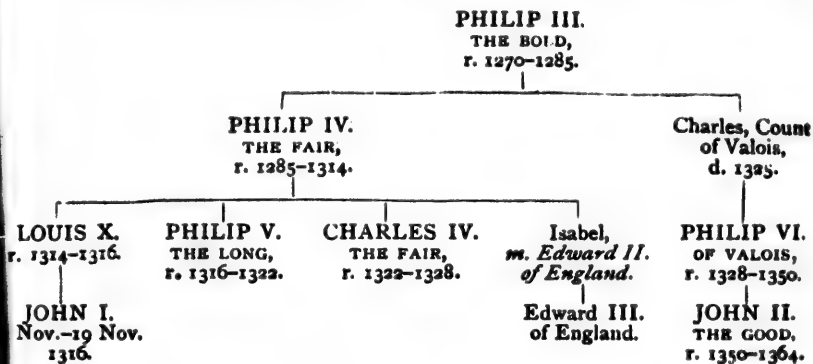 PHILIP III.
THE BOLD,
r. 1270–1285.
PHILIP IV.
THE FAIR,
r. 1285–1314.
Charles, Count
of Valois,
d. 1325.
LOUIS X.
r. 1314–1316.
PHILIP V.
THE LONG,
r. 1316–1322.
CHARLES IV.
THE FAIR,
r. 1322–1328.
Isabel,
m. Edward II.
of England.
PHILIP VI.
OF VALOIS,
r. 1328–1350.
JOHN I.
Nov.–19 Nov.
1316.
Edward III.
of England.
JOHN II.
THE GOOD,
r. 1350–1364.